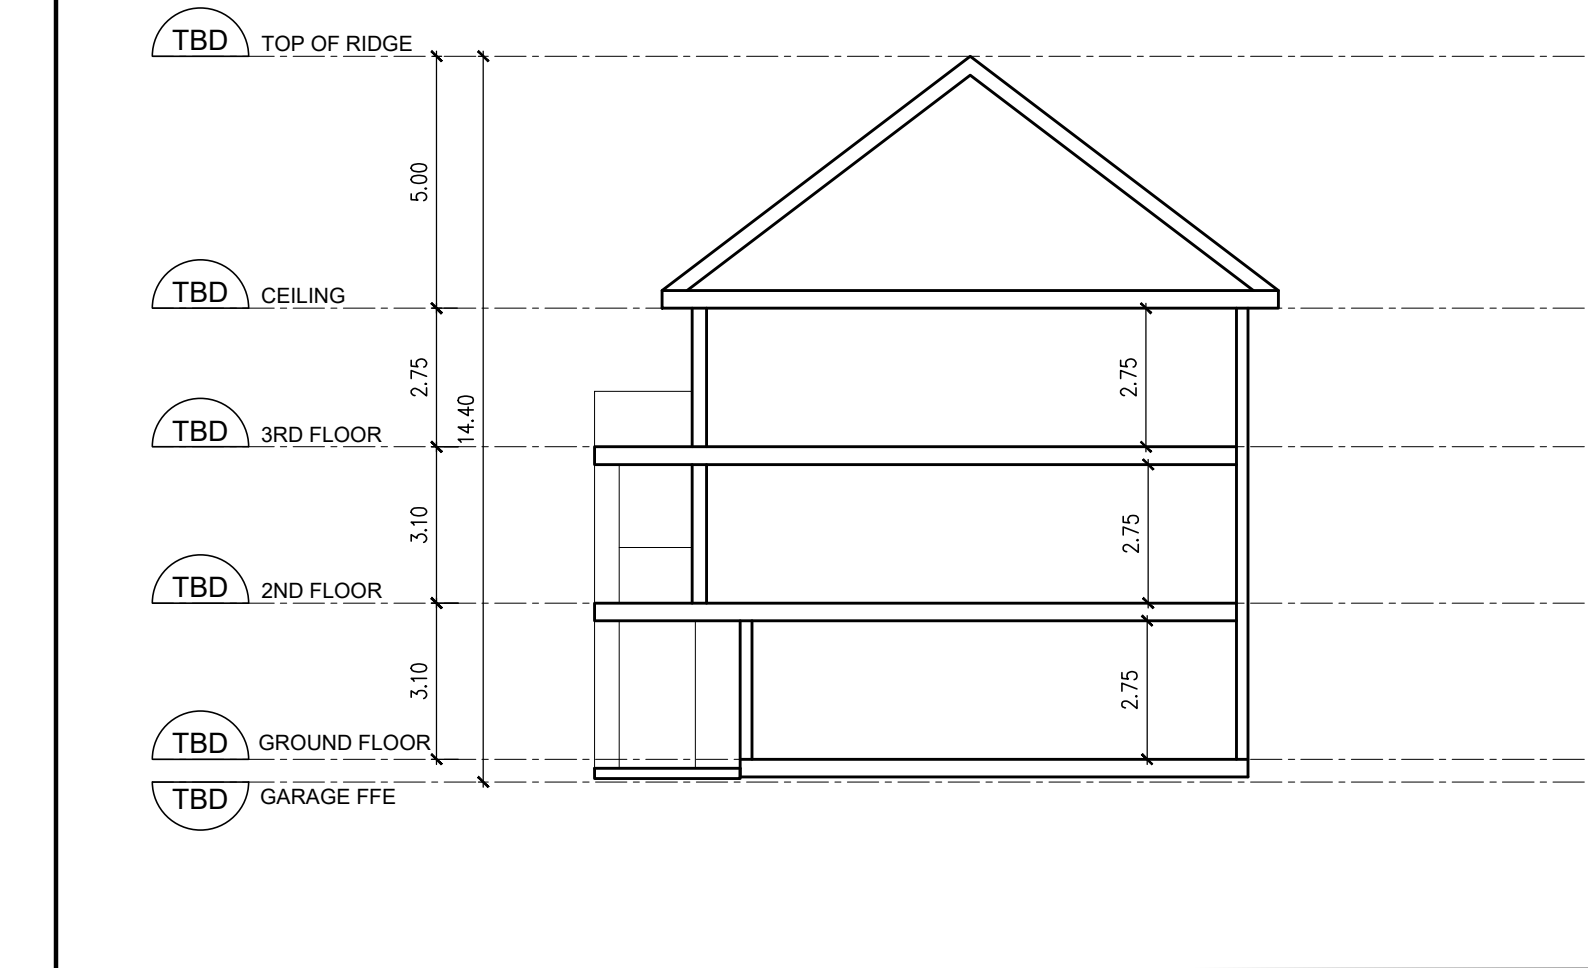 TBD TOP OF RIDGE
5.00
TBD CEILING
2.75
2.75
14.40
TBD 3RD FLOOR
3.10
2.75
TBD 2ND FLOOR
3.10
2.75
TBD GROUND FLOOR
TBD GARAGE FFE